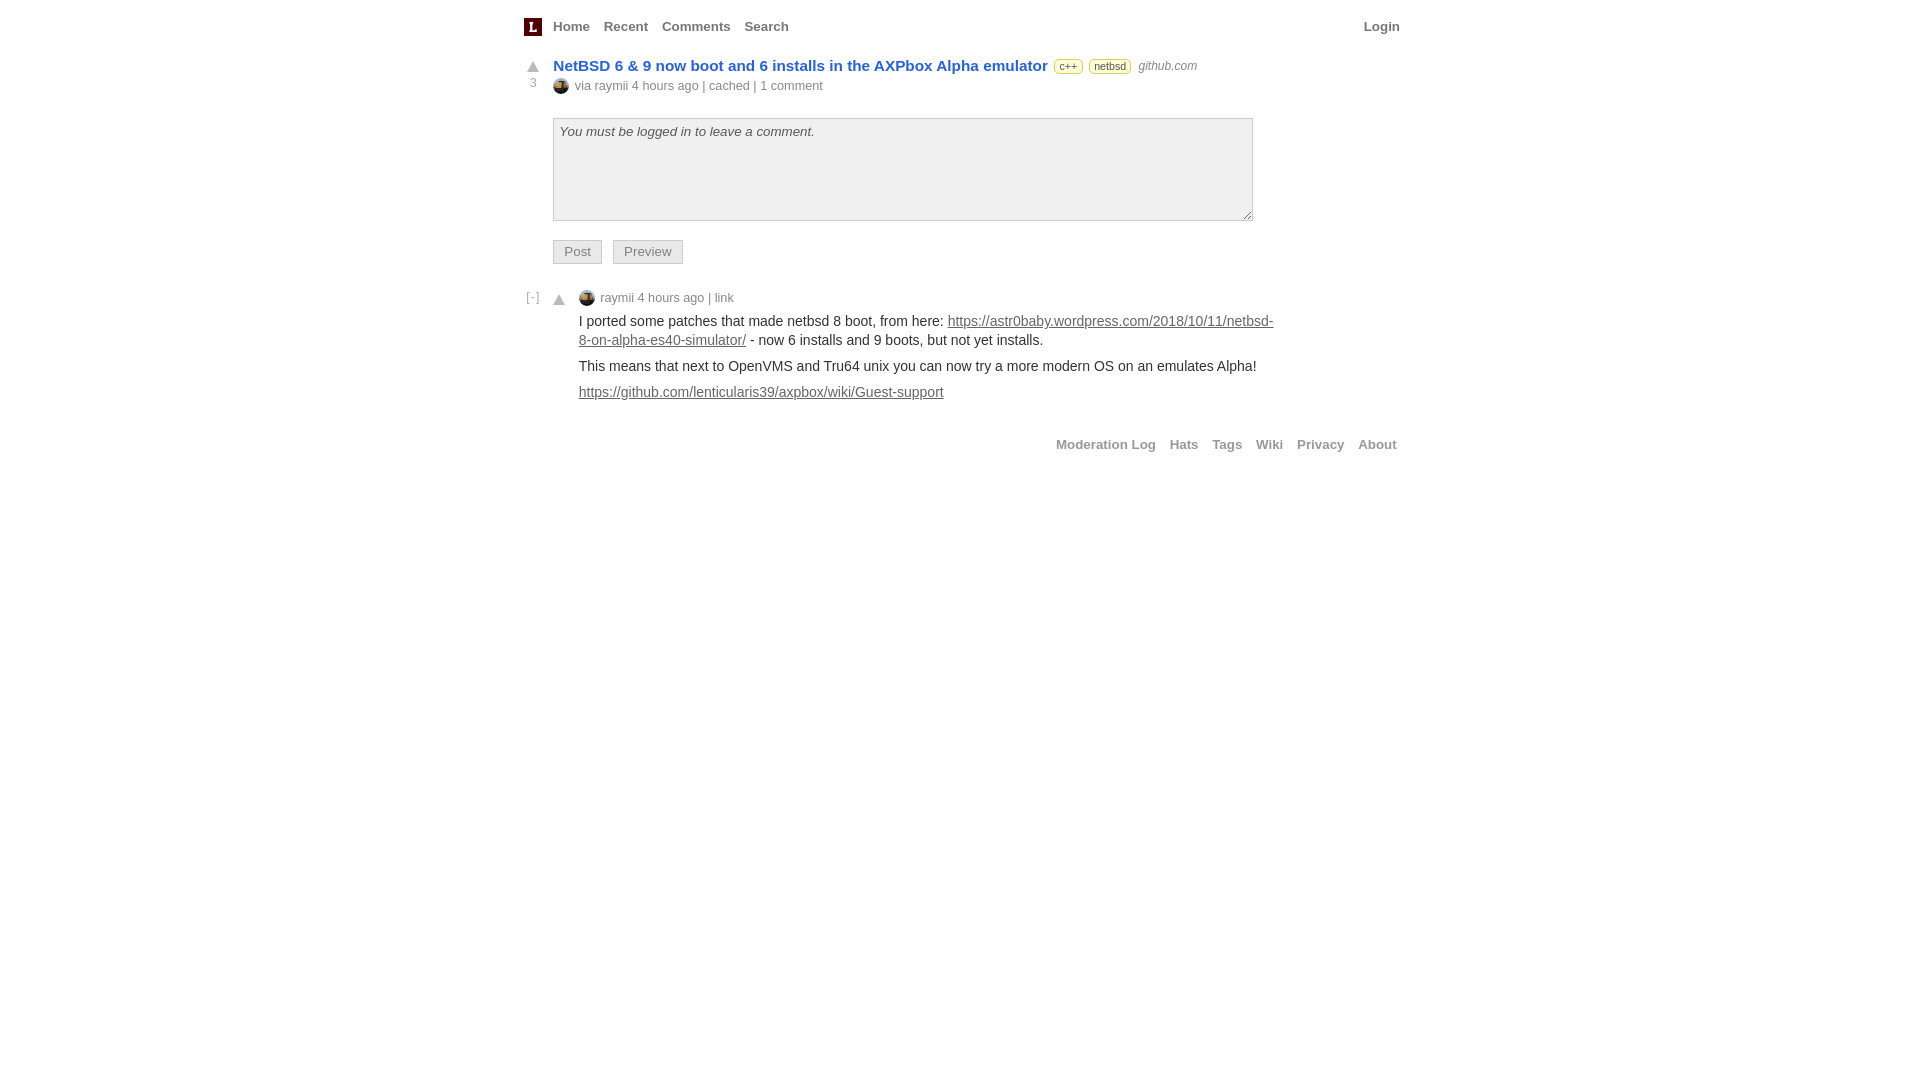 L Home Recent Comments Search Login
NetBSD 6 & 9 now boot and 6 installs in the AXPbox Alpha emulator c++ netbsd github.com
3
via raymii 4 hours ago | cached | 1 comment
You must be logged in to leave a comment.
Post Preview
[-] raymii 4 hours ago | link
I ported some patches that made netbsd 8 boot, from here: https://astr0baby.wordpress.com/2018/10/11/netbsd-
8-on-alpha-es40-simulator/ - now 6 installs and 9 boots, but not yet installs.
This means that next to OpenVMS and Tru64 unix you can now try a more modern OS on an emulates Alpha!
https://github.com/lenticularis39/axpbox/wiki/Guest-support
Moderation Log Hats Tags Wiki Privacy About